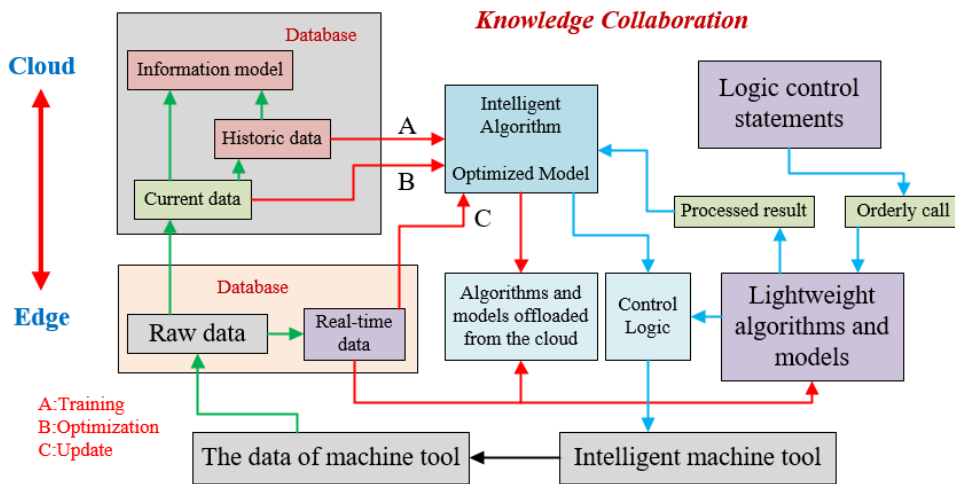 Knowledge Collaboration
Cloud
Edge
Database
Information model
Historic data
Current data
A
B
C
Intelligent
Algorithm
Optimized Model
Logic control
statements
Processed result
Orderly call
Database
Raw data
Real-time
data
Algorithms and
models offloaded
from the cloud
Control
Logic
Lightweight
algorithms and
models
A:Training
B:Optimization
C:Update
The data of machine tool
Intelligent machine tool